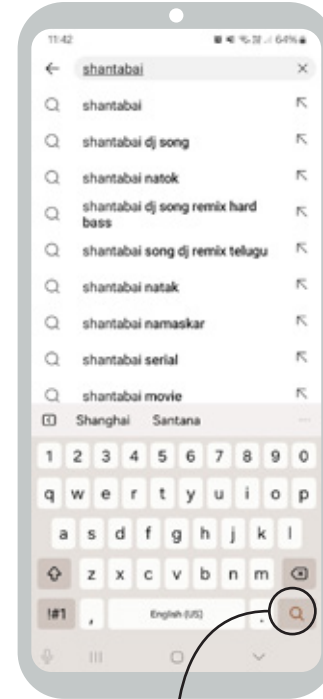 11:42 64%
shantabai
shantabai
shantabai dj song
shantabai natok
shantabai dj song remix hard
bass
shantabai song dj remix telugu
shantabai natak
shantabai namaskar
shantabai serial
shantabai movie
Shanghai Santana
1 2 3 4 5 6 7 8 9 0
q w e r t y u i o p
a s d f g h j k l
z x c v b n m
!#1 , English (US) .